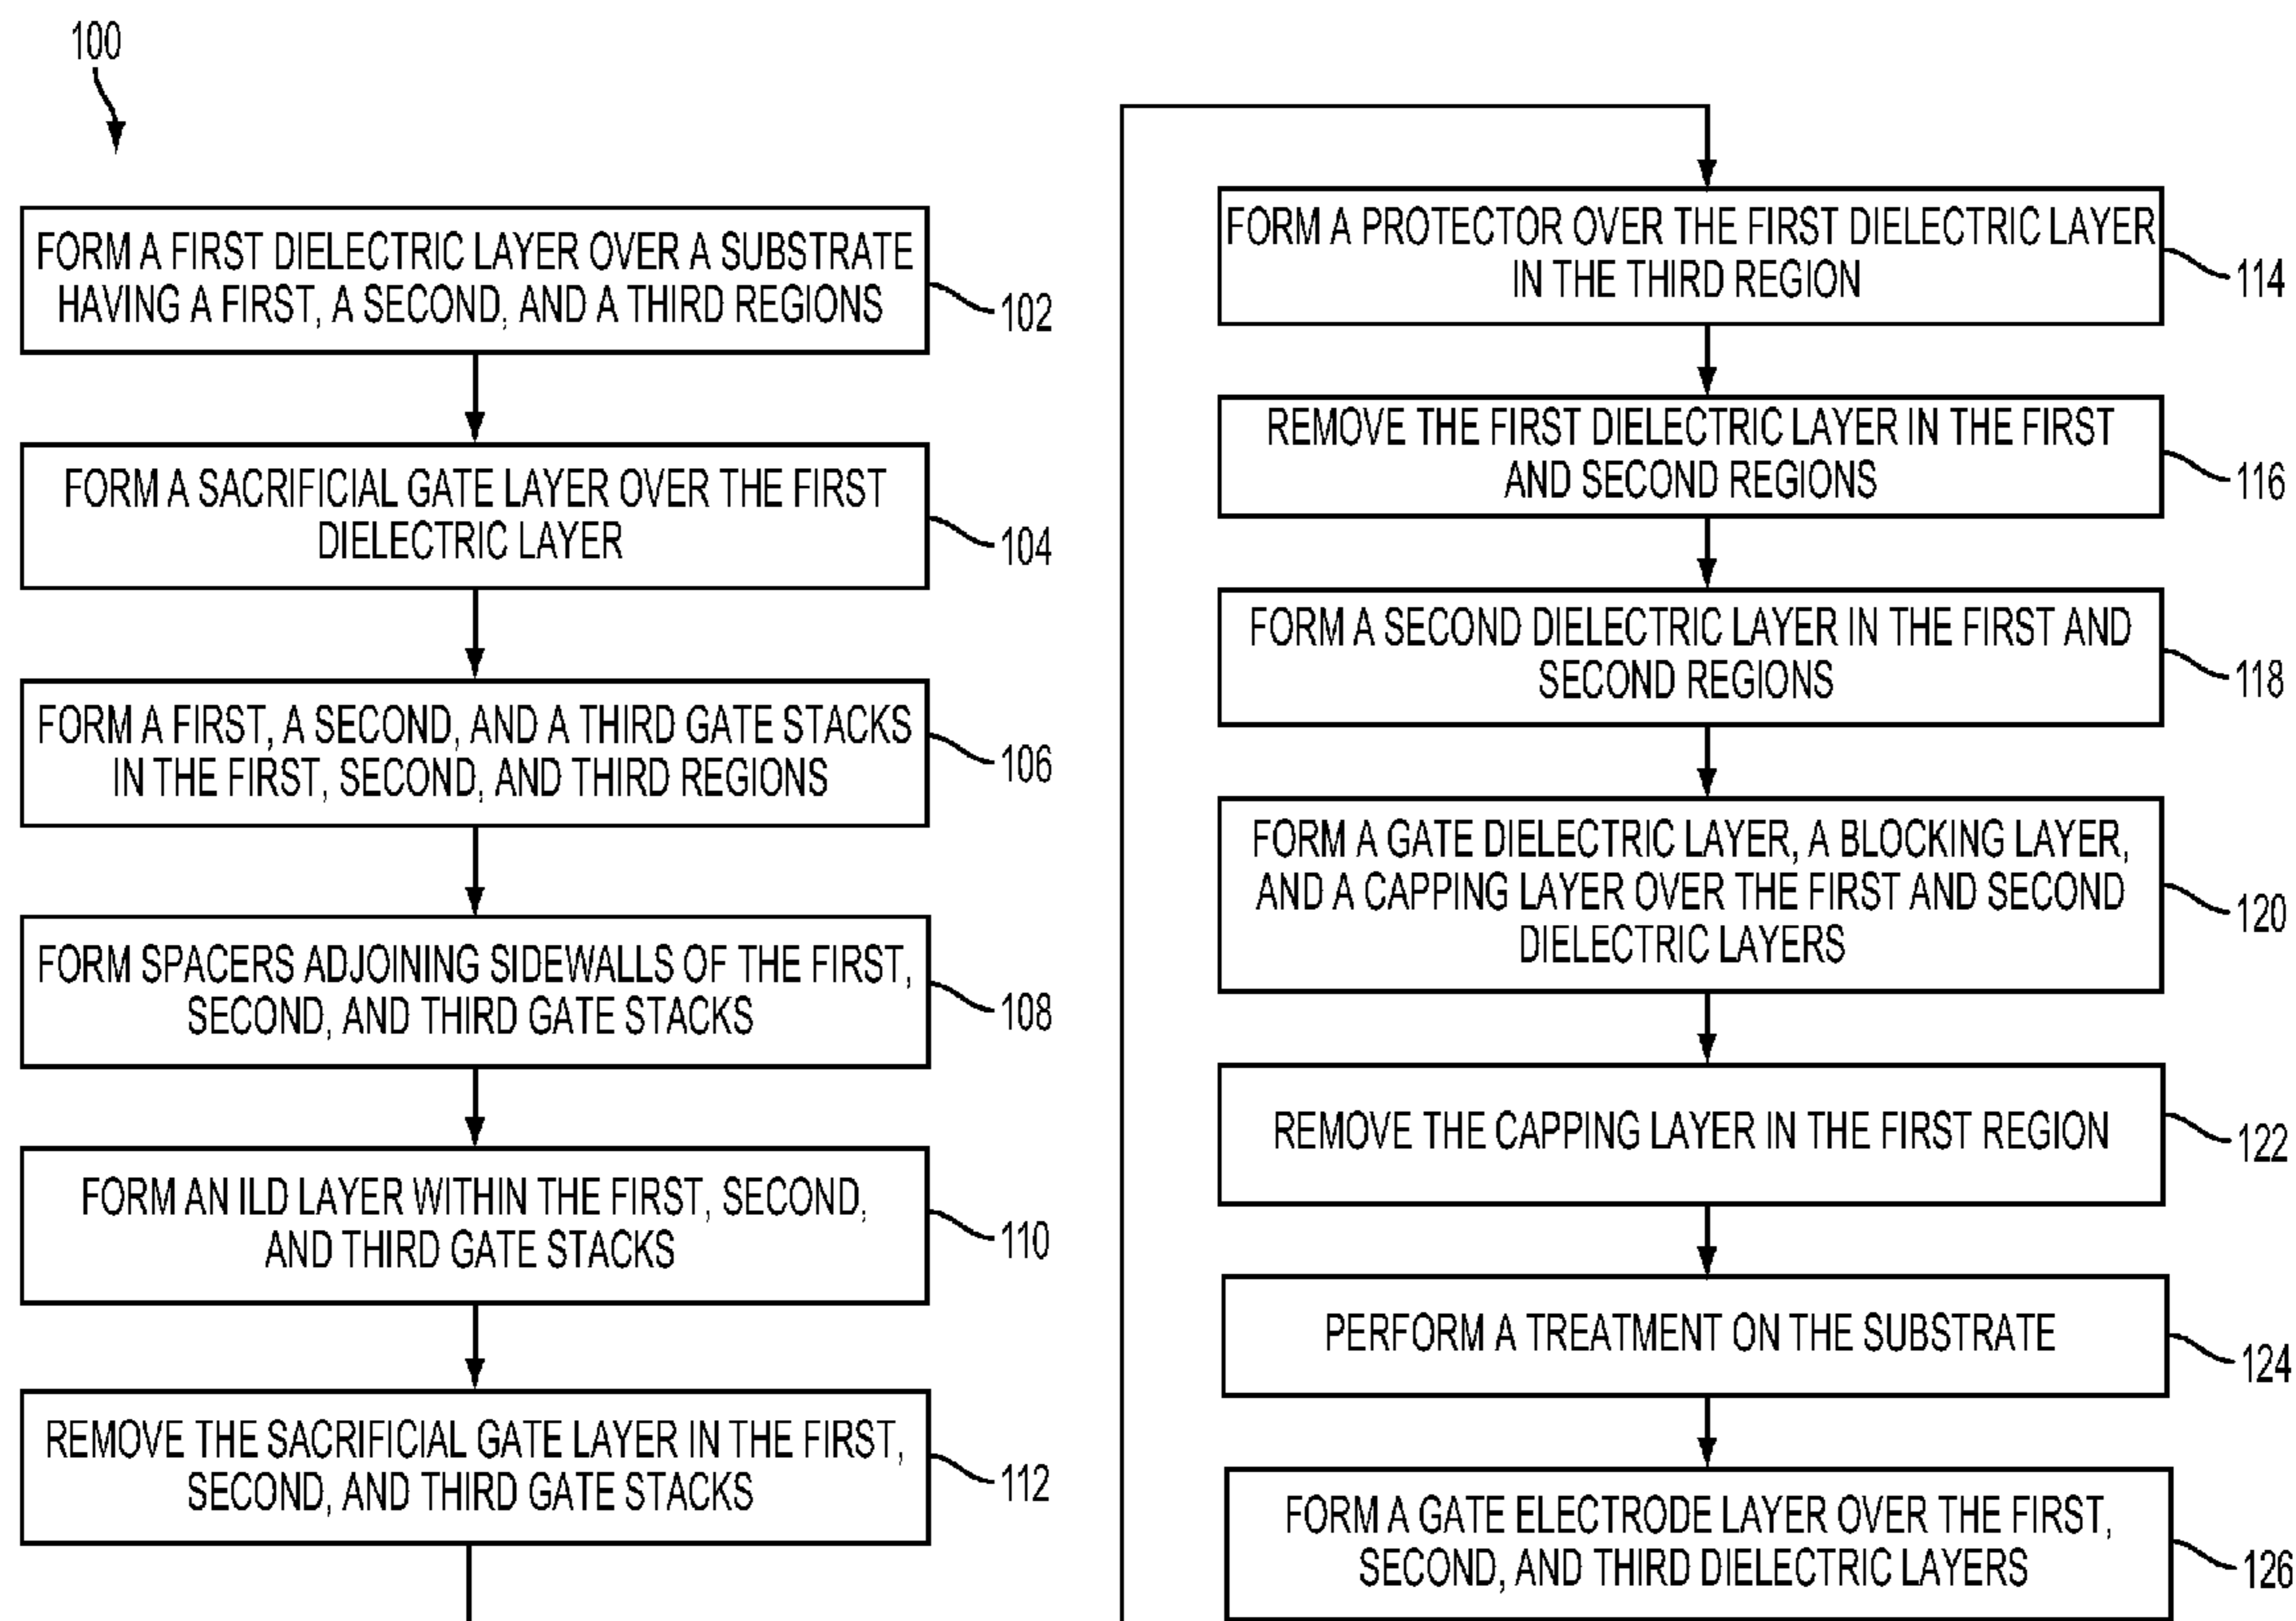 100
FORM A FIRST DIELECTRIC LAYER OVER A SUBSTRATE
HAVING A FIRST, A SECOND, AND A THIRD REGIONS
102
FORM A SACRIFICIAL GATE LAYER OVER THE FIRST
DIELECTRIC LAYER
104
FORM A FIRST, A SECOND, AND A THIRD GATE STACKS
IN THE FIRST, SECOND, AND THIRD REGIONS
106
FORM SPACERS ADJOINING SIDEWALLS OF THE FIRST,
SECOND, AND THIRD GATE STACKS
108
FORM AN ILD LAYER WITHIN THE FIRST, SECOND,
AND THIRD GATE STACKS
110
REMOVE THE SACRIFICIAL GATE LAYER IN THE FIRST,
SECOND, AND THIRD GATE STACKS
112
FORM A PROTECTOR OVER THE FIRST DIELECTRIC LAYER
IN THE THIRD REGION
114
REMOVE THE FIRST DIELECTRIC LAYER IN THE FIRST
AND SECOND REGIONS
116
FORM A SECOND DIELECTRIC LAYER IN THE FIRST AND
SECOND REGIONS
118
FORM A GATE DIELECTRIC LAYER, A BLOCKING LAYER,
AND A CAPPING LAYER OVER THE FIRST AND SECOND
DIELECTRIC LAYERS
120
REMOVE THE CAPPING LAYER IN THE FIRST REGION
122
PERFORM A TREATMENT ON THE SUBSTRATE
124
FORM A GATE ELECTRODE LAYER OVER THE FIRST,
SECOND, AND THIRD DIELECTRIC LAYERS
126